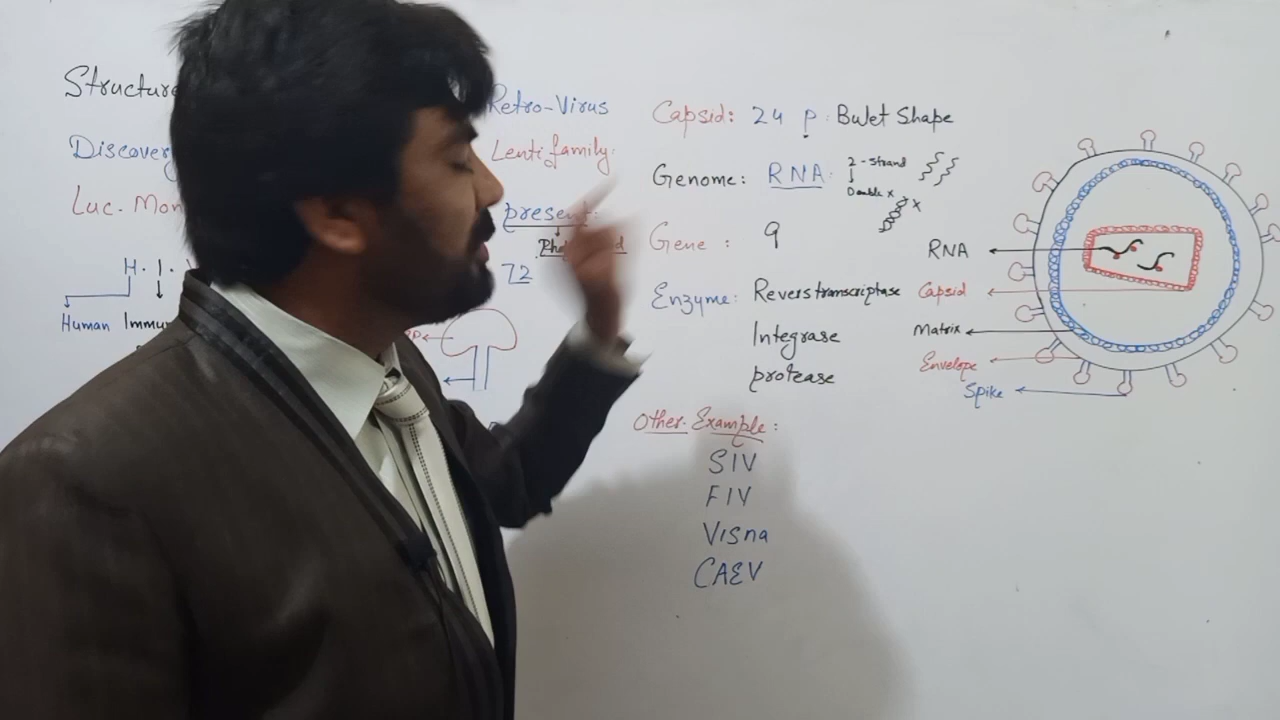 Structure
Discovery
Luc. Mon
H. I.
Human Immu
Retro-Virus
Lenti family:
present:
72
Capsid: 24 p: Bulet Shape
Genome: RNA: 2-strand
Double x
x
Gene : 9
Enzyme: Reverstranscriptase
Integrase
protease
Other. Example:
SIV
FIV
Visna
CAEV
RNA
Capsid
Matrix
Envelope
Spike